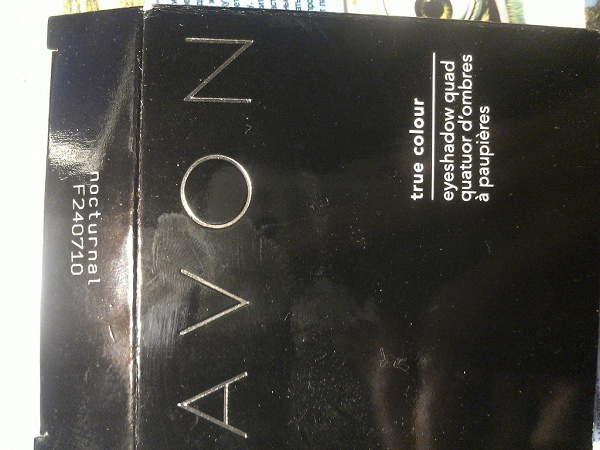 AVON
true colour
eyeshadow quad
quatuor d'ombres
à paupières
nocturnal
F240710